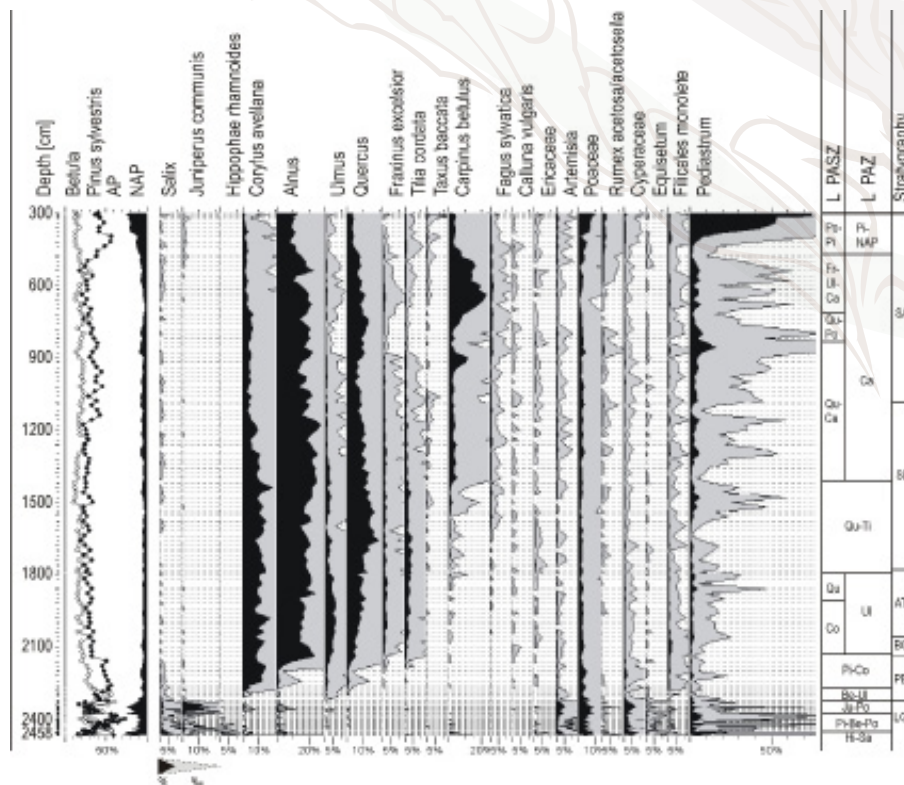 Depth [cm]
Betula
Pinus sylvestris
AP
NAP
Salix
Juniperus communis
Hippophae rhamnoides
Corylus avellana
Alnus
Ulmus
Quercus
Fraxinus excelsior
Tilia cordata
Taxus baccata
Carpinus betulus
Fagus sylvatica
Calluna vulgaris
Ericaceae
Artemisia
Poaceae
Rumex acetosa/acetosella
Cyperaceae
Equisetum
Filicales monolete
Pediastrum
L PASZ
L PAZ
Stratigraphy
300
600
900
1200
1500
1800
2100
2400
2458
Po-
Pi
Pi-
NAP
Fr-
Ul-
Ca
Qu-
Ca
Qu-
Ca
Qu-Ti
Qu
Co
Ul
AT
Pi-Co
Be-Ul
Ju-Po
Hi-Sa
5% 10% 5% 10% 20% 10% 5% 5% 5% 20% 5% 5% 5% 5% 10% 5% 5% 5% 5% 50%
% ‰